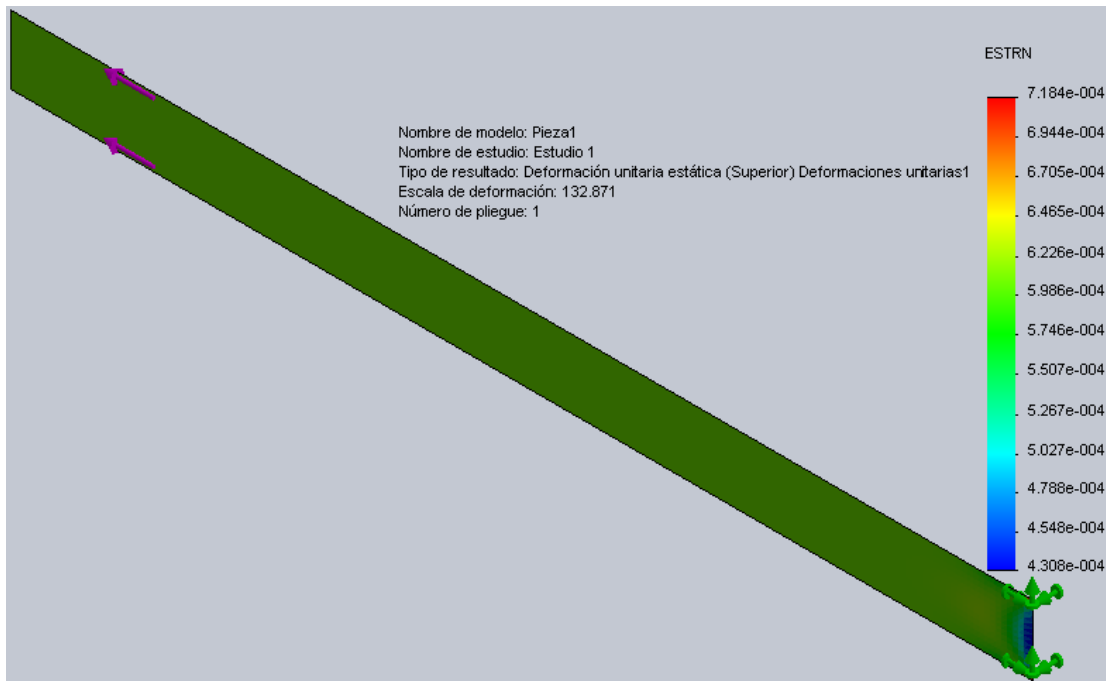 ESTRN
Nombre de modelo: Pieza1
Nombre de estudio: Estudio 1
Tipo de resultado: Deformación unitaria estática (Superior) Deformaciones unitarias1
Escala de deformación: 132.871
Número de pliegue: 1
7.184e-004
6.944e-004
6.705e-004
6.465e-004
6.226e-004
5.986e-004
5.746e-004
5.507e-004
5.267e-004
5.027e-004
4.788e-004
4.548e-004
4.308e-004